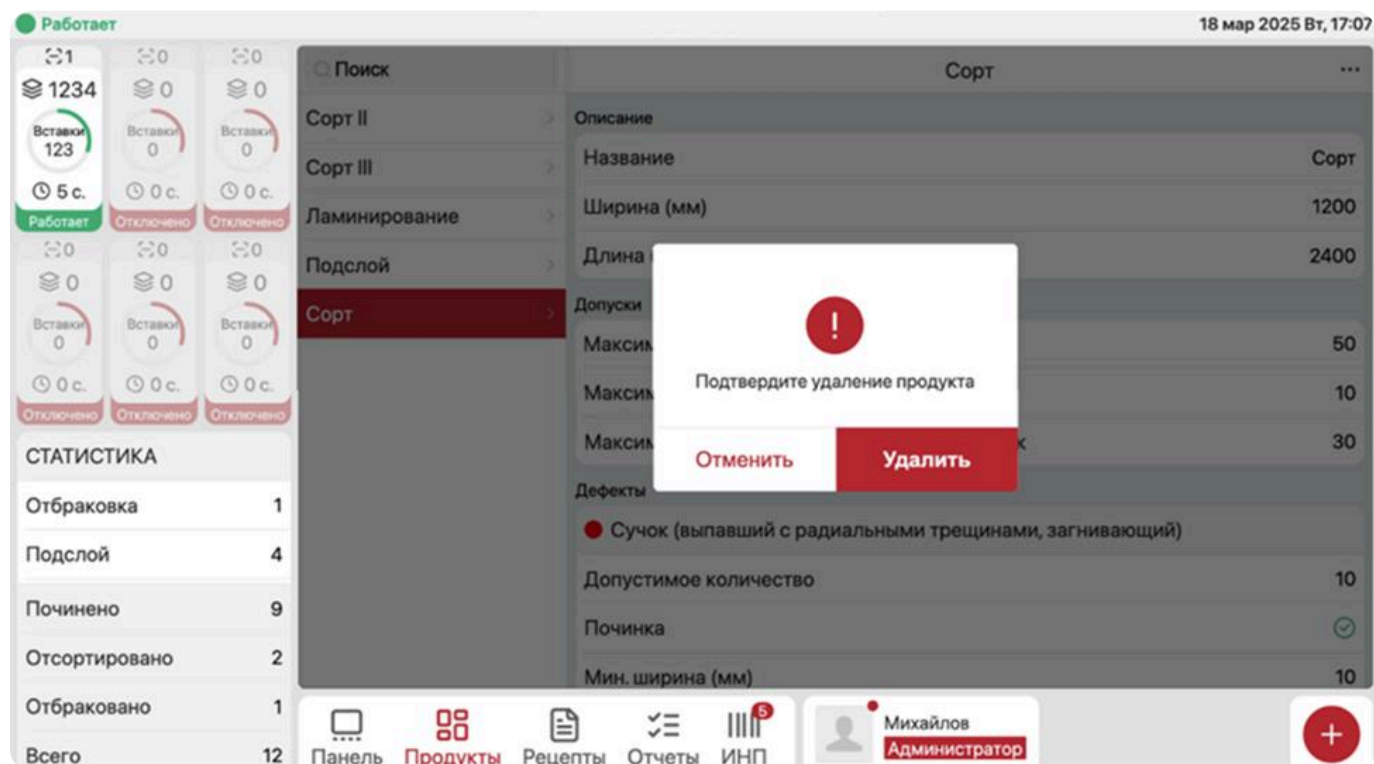 Работает
18 мар 2025 Вт, 17:07
1
0
0
1234
0
0
Вставки
123
Вставки
0
Вставки
0
5 с.
0 с.
0 с.
Работает
Отключено
Отключено
0
0
0
0
0
0
Вставки
0
Вставки
0
Вставки
0
0 с.
0 с.
0 с.
Отключено
Отключено
Отключено
СТАТИСТИКА
Отбраковка 1
Подслой 4
Починено 9
Отсортировано 2
Отбраковано 1
Всего 12
Поиск
Сорт II
Сорт III
Ламинирование
Подслой
Сорт
Сорт
...
Описание
Название Сорт
Ширина (мм) 1200
Длина 2400
Допуски
50
10
30
Подтвердите удаление продукта
Отменить
Удалить
Дефекты
Сучок (выпавший с радиальными трещинами, загнивающий)
Допустимое количество 10
Починка
Мин. ширина (мм) 10
Панель
Продукты
Рецепты
Отчеты
5
ИНП
Михайлов
Администратор